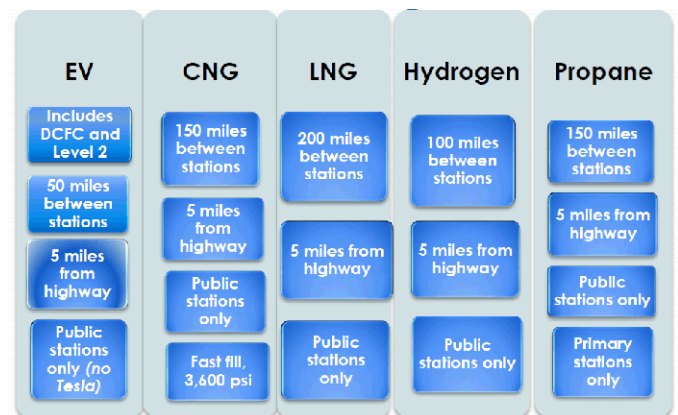 EV
Includes
DCFC and
Level 2
50 miles
between
stations
5 miles
from
highway
Public
stations
only (no
Tesla)
CNG
150 miles
between
stations
5 miles
from
highway
Public
stations
only
Fast fill,
3,600 psi
LNG
200 miles
between
stations
5 miles from
highway
Public
stations
only
Hydrogen
100 miles
between
stations
5 miles from
highway
Public
stations only
Propane
150 miles
between
stations
5 miles from
highway
Public
stations only
Primary
stations
only